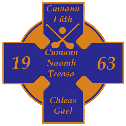 Cumann
Lúth
Cumann
19 Naomh 63
Treasa
Chleas
Gael